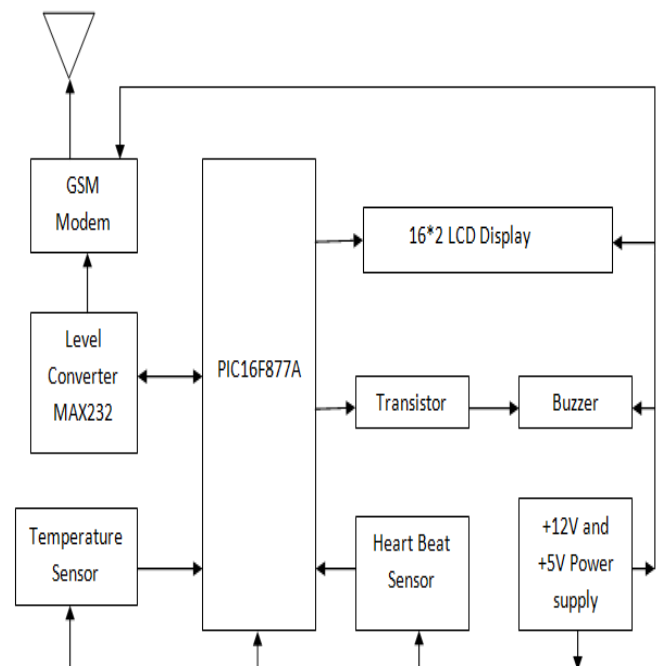 GSM
Modem
16*2 LCD Display
Level
Converter
MAX232
PIC16F877A
Transistor
Buzzer
Temperature
Sensor
Heart Beat
Sensor
+12V and
+5V Power
supply